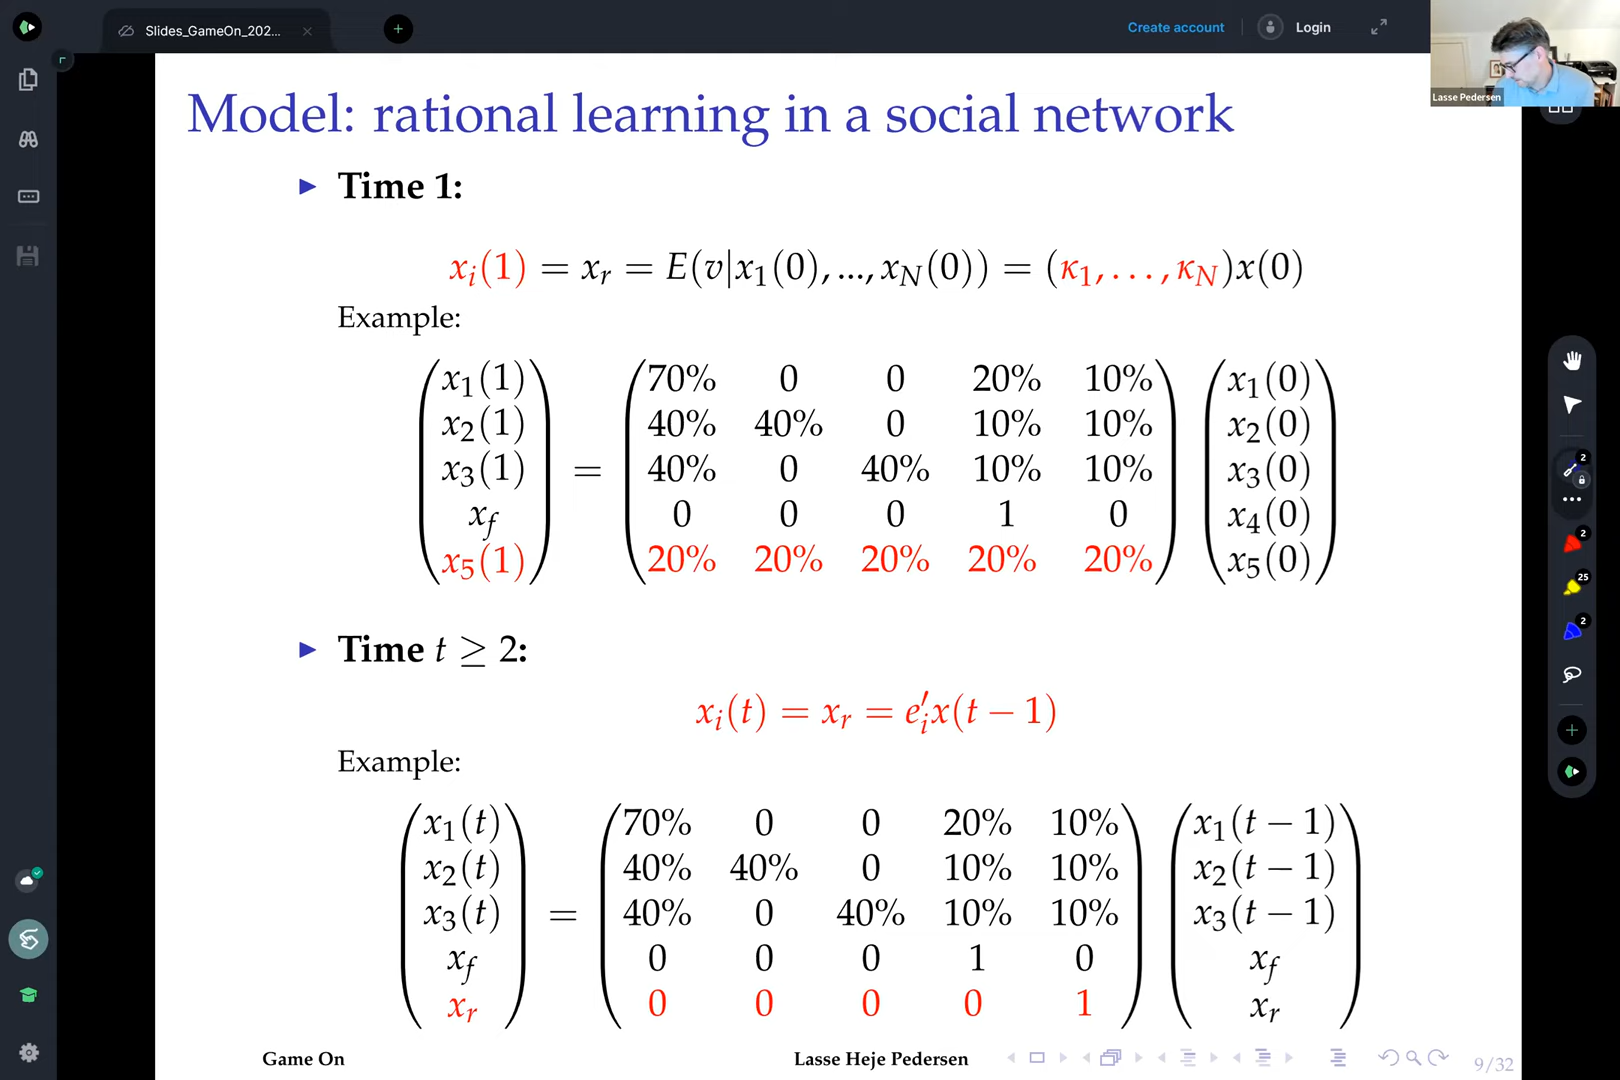 Slides_GameOn_202...
Create account
Login
Lasse Pedersen
Model: rational learning in a social network
▶ Time 1:
x_i(1) = x_r = E(v|x_1(0), ..., x_N(0)) = (κ_1, . . . , κ_N)x(0)
Example:
x_1(1) 70% 0 0 20% 10% x_1(0)
x_2(1) 40% 40% 0 10% 10% x_2(0)
x_3(1) = 40% 0 40% 10% 10% x_3(0)
x_f 0 0 0 1 0 x_4(0)
x_5(1) 20% 20% 20% 20% 20% x_5(0)
▶ Time t ≥ 2:
x_i(t) = x_r = e′_i x(t − 1)
Example:
x_1(t) 70% 0 0 20% 10% x_1(t − 1)
x_2(t) 40% 40% 0 10% 10% x_2(t − 1)
x_3(t) = 40% 0 40% 10% 10% x_3(t − 1)
x_f 0 0 0 1 0 x_f
x_r 0 0 0 0 1 x_r
Game On
Lasse Heje Pedersen
9/32
2
2
25
2